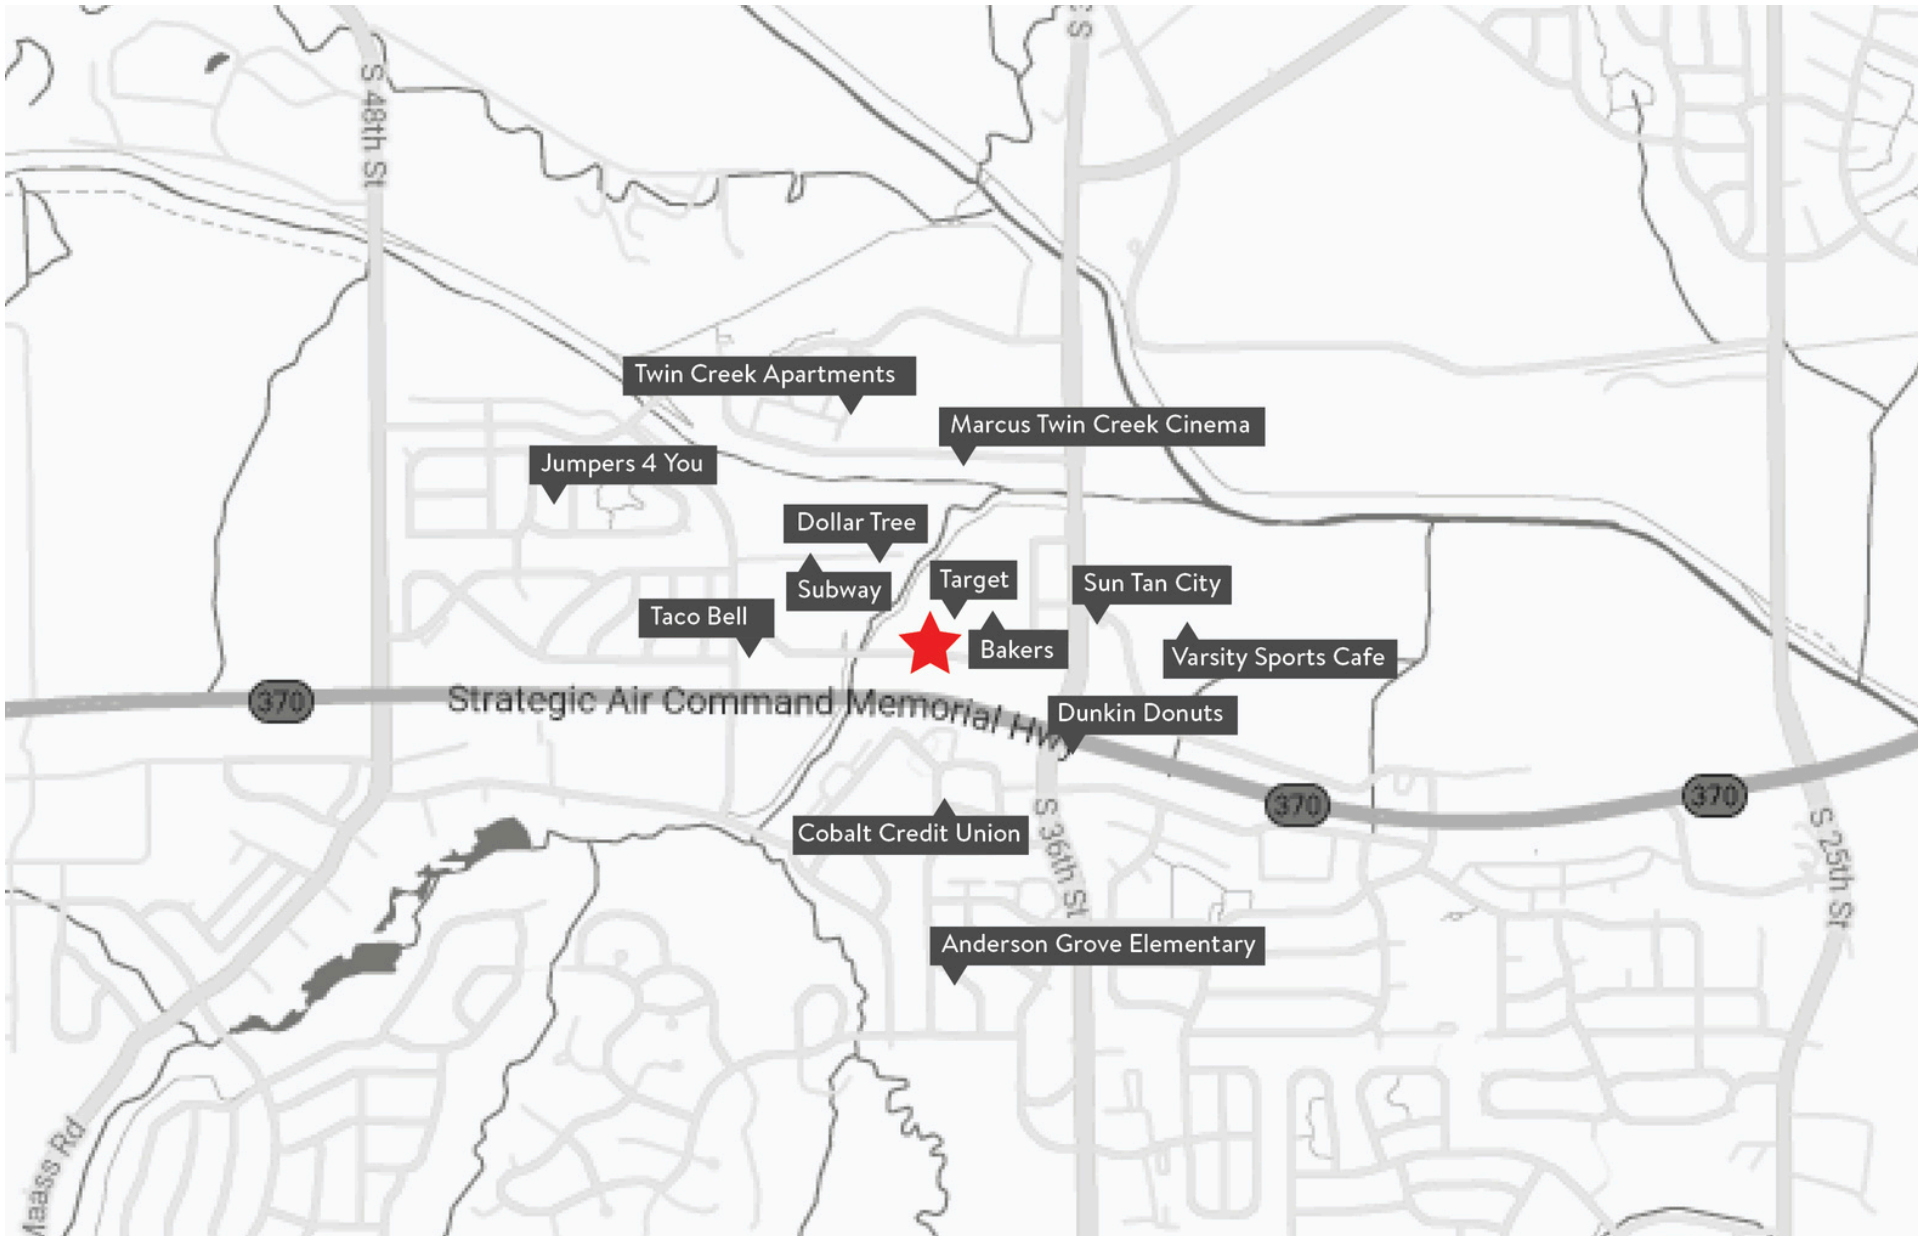 S
S 48th St
Twin Creek Apartments
Marcus Twin Creek Cinema
Jumpers 4 You
Dollar Tree
Target
Sun Tan City
Subway
Taco Bell
Bakers
Varsity Sports Cafe
370
Strategic Air Command Memorial Hwy
Dunkin Donuts
370
370
S 36th St
Cobalt Credit Union
S 25th St
Anderson Grove Elementary
Maass Rd